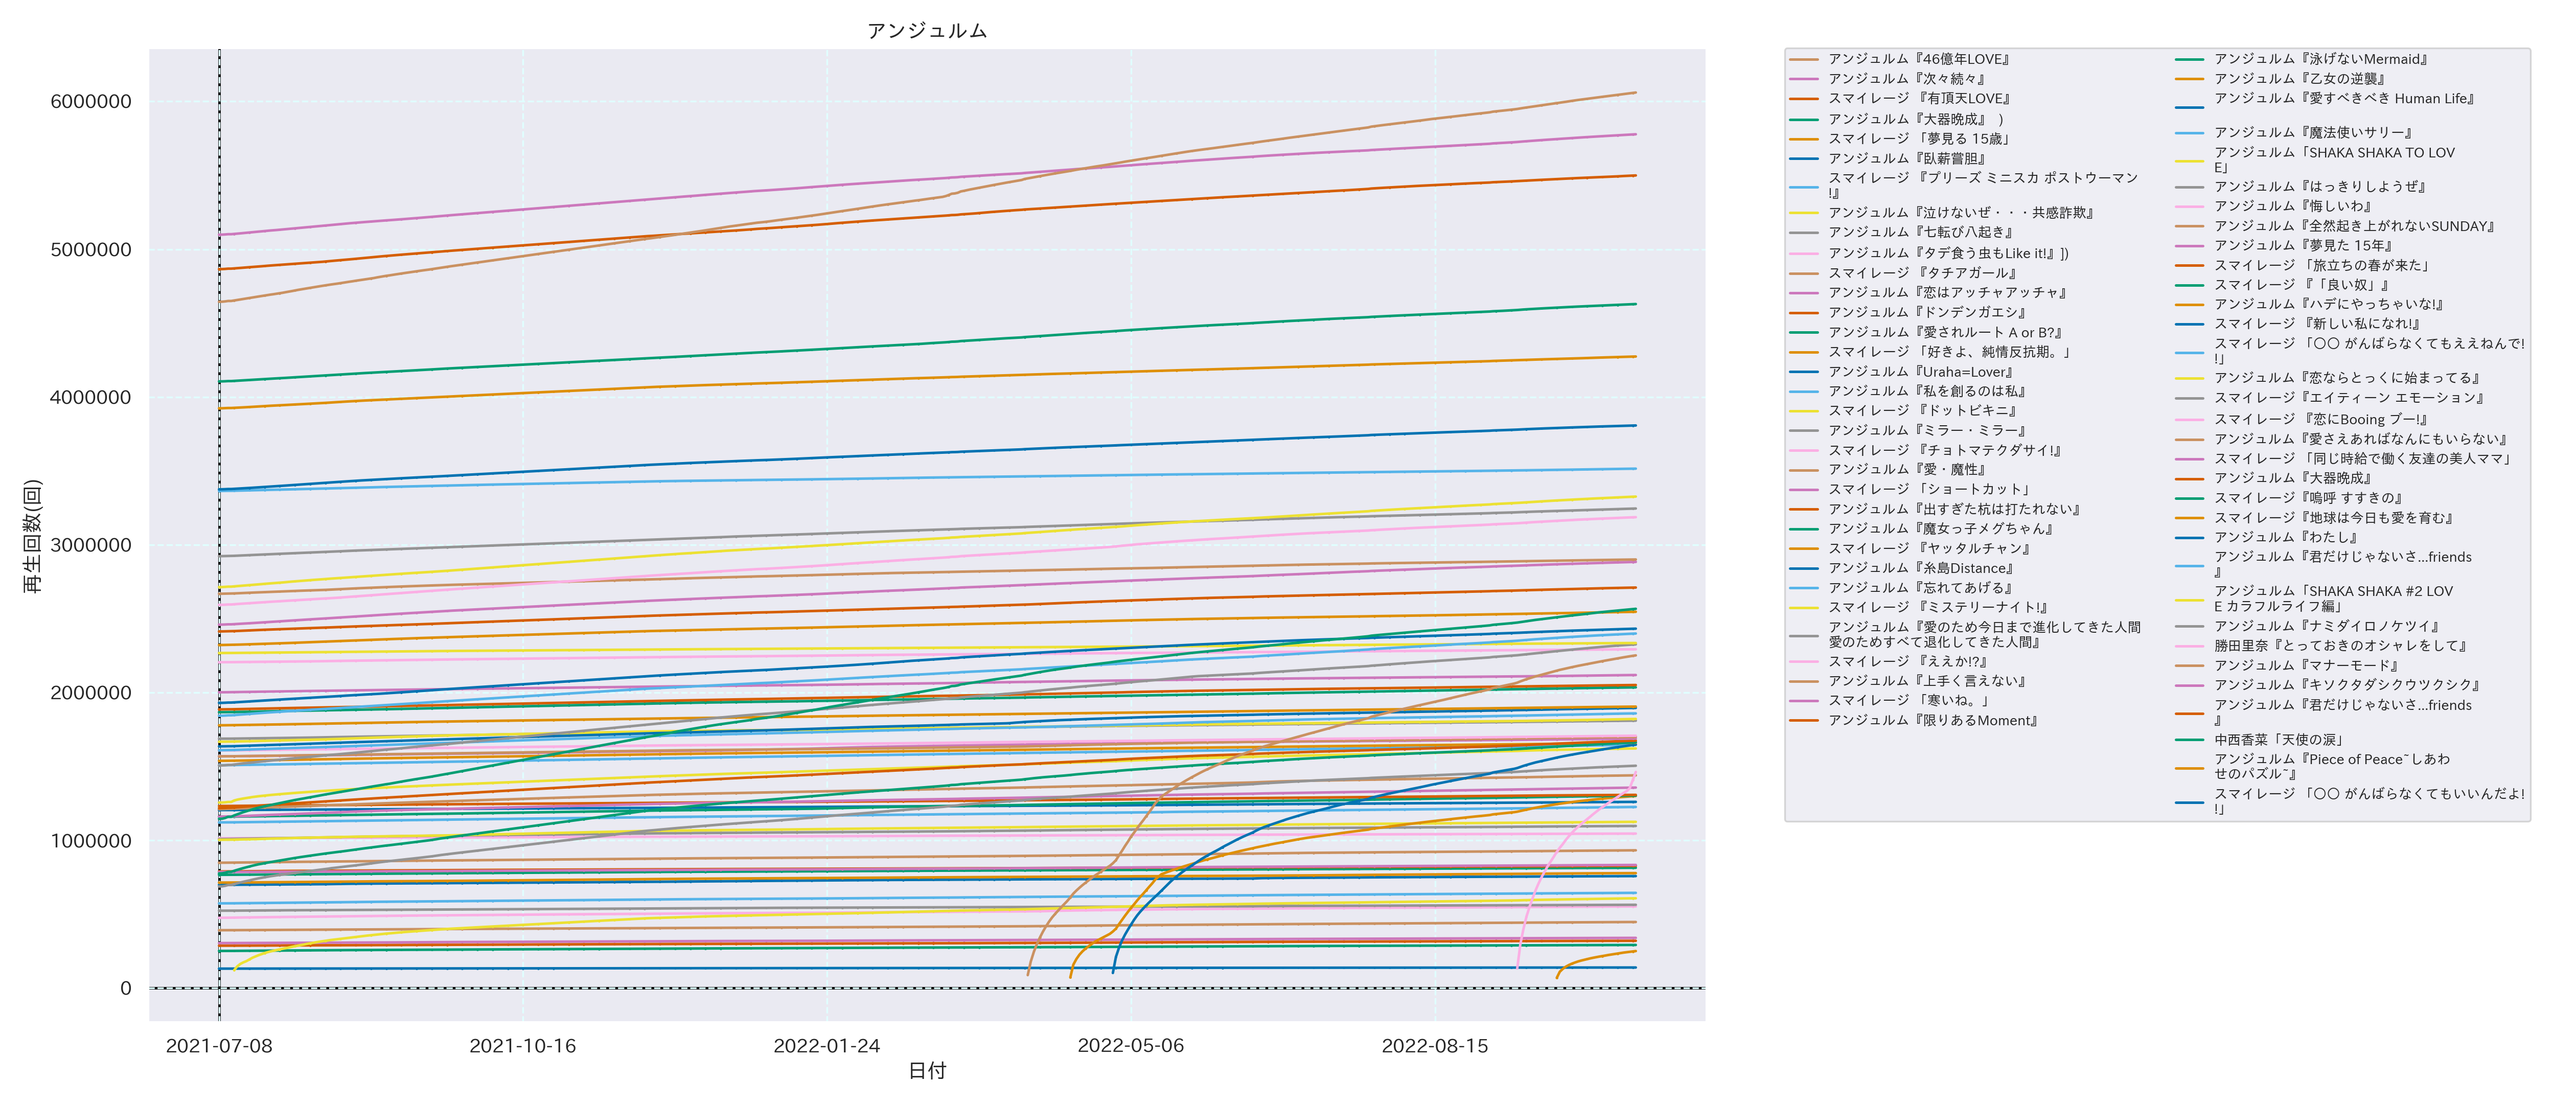 アンジュルム
再生回数(回)
6000000
5000000
4000000
3000000
2000000
1000000
0
2021-07-08
2021-10-16
2022-01-24
2022-05-06
2022-08-15
日付
アンジュルム『46億年LOVE』
アンジュルム『次々続々』
スマイレージ 『有頂天LOVE』
アンジュルム『大器晩成』 )
スマイレージ 「夢見る 15歳」
アンジュルム『臥薪嘗胆』
スマイレージ 『プリーズ ミニスカ ポストウーマン
!』
アンジュルム『泣けないぜ・・・共感詐欺』
アンジュルム『七転び八起き』
アンジュルム『タデ食う虫もLike it!』])
スマイレージ 『タチアガール』
アンジュルム『恋はアッチャアッチャ』
アンジュルム『ドンデンガエシ』
アンジュルム『愛されルート A or B?』
スマイレージ 「好きよ、純情反抗期。」
アンジュルム『Uraha=Lover』
アンジュルム『私を創るのは私』
スマイレージ 『ドットビキニ』
アンジュルム『ミラー・ミラー』
スマイレージ 『チョトマテクダサイ!』
アンジュルム『愛・魔性』
スマイレージ 「ショートカット」
アンジュルム『出すぎた杭は打たれない』
アンジュルム『魔女っ子メグちゃん』
スマイレージ 『ヤッタルチャン』
アンジュルム『糸島Distance』
アンジュルム『忘れてあげる』
スマイレージ 『ミステリーナイト!』
アンジュルム『愛のため今日まで進化してきた人間
愛のためすべて退化してきた人間』
スマイレージ 『ええか!?』
アンジュルム『上手く言えない』
スマイレージ 「寒いね。」
アンジュルム『限りあるMoment』
アンジュルム『泳げないMermaid』
アンジュルム『乙女の逆襲』
アンジュルム『愛すべきべき Human Life』
アンジュルム『魔法使いサリー』
アンジュルム「SHAKA SHAKA TO LOV
E」
アンジュルム『はっきりしようぜ』
アンジュルム『悔しいわ』
アンジュルム『全然起き上がれないSUNDAY』
アンジュルム『夢見た 15年』
スマイレージ 「旅立ちの春が来た」
スマイレージ 『「良い奴」』
アンジュルム『ハデにやっちゃいな!』
スマイレージ 『新しい私になれ!』
スマイレージ 「〇〇 がんばらなくてもええねんで!
!」
アンジュルム『恋ならとっくに始まってる』
スマイレージ『エイティーン エモーション』
スマイレージ 『恋にBooing ブー!』
アンジュルム『愛さえあればなんにもいらない』
スマイレージ 「同じ時給で働く友達の美人ママ」
アンジュルム『大器晩成』
スマイレージ『嗚呼 すすきの』
スマイレージ『地球は今日も愛を育む』
アンジュルム『わたし』
アンジュルム『君だけじゃないさ...friends
』
アンジュルム「SHAKA SHAKA #2 LOV
E カラフルライフ編」
アンジュルム『ナミダイロノケツイ』
勝田里奈『とっておきのオシャレをして』
アンジュルム『マナーモード』
アンジュルム『キソクタダシクウツクシク』
アンジュルム『君だけじゃないさ...friends
』
中西香菜「天使の涙」
アンジュルム『Piece of Peace~しあわ
せのパズル~』
スマイレージ 「〇〇 がんばらなくてもいいんだよ!
!」